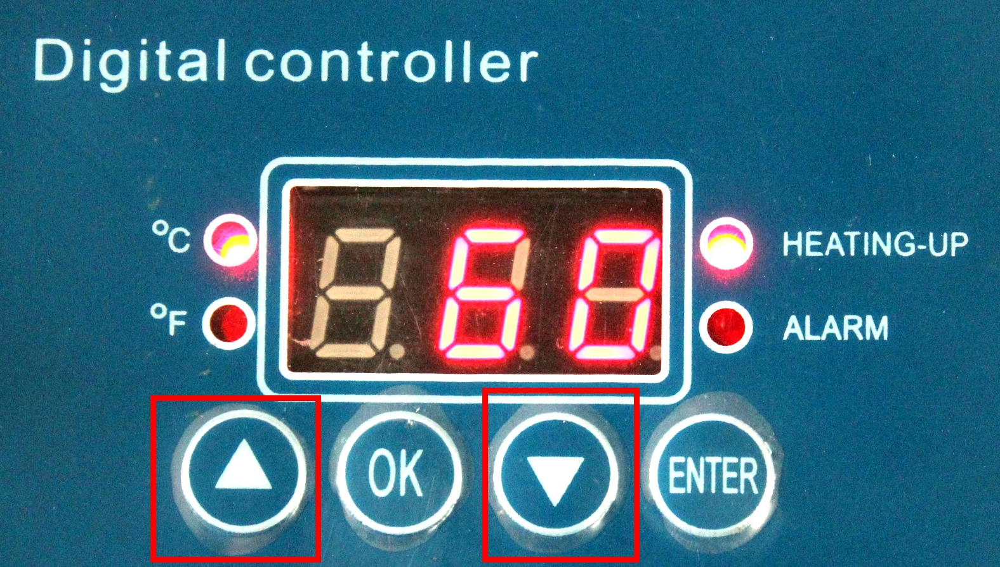 Digital controller
°C
HEATING-UP
60
°F
ALARM
OK
ENTER